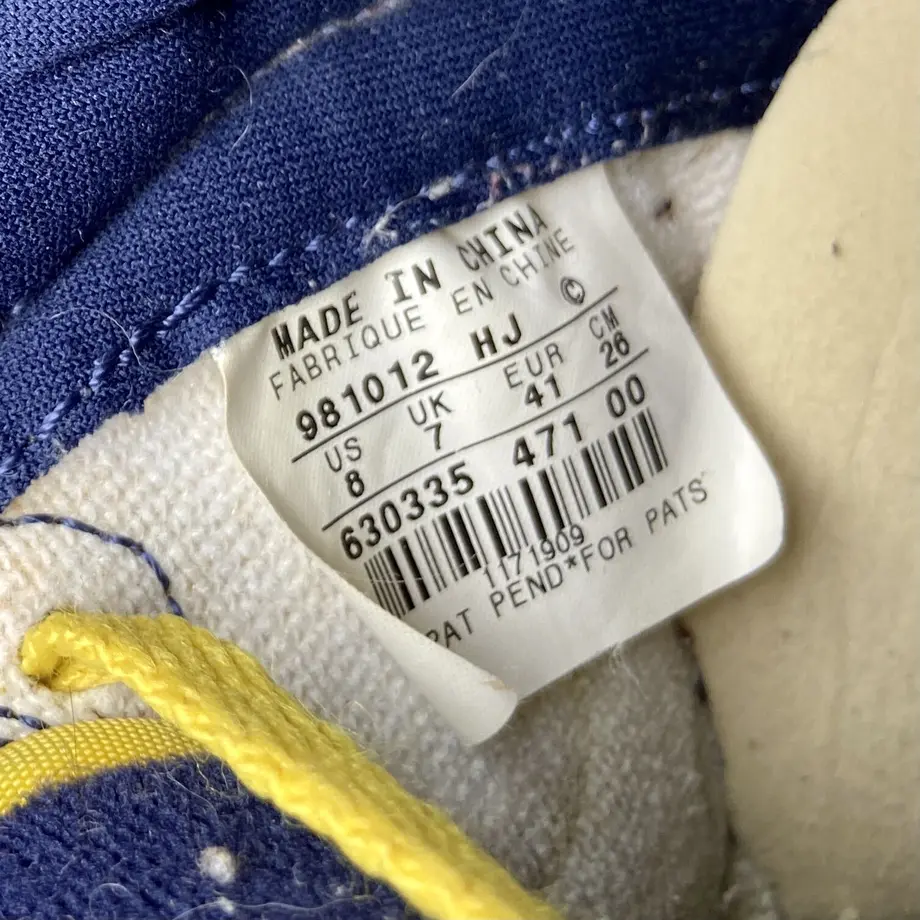 MADE IN CHINA
FABRIQUE EN CHINE
981012 HJ ©
US UK EUR CM
8 7 41 26
630335 471 00
1171909
PAT PEND*FOR PATS